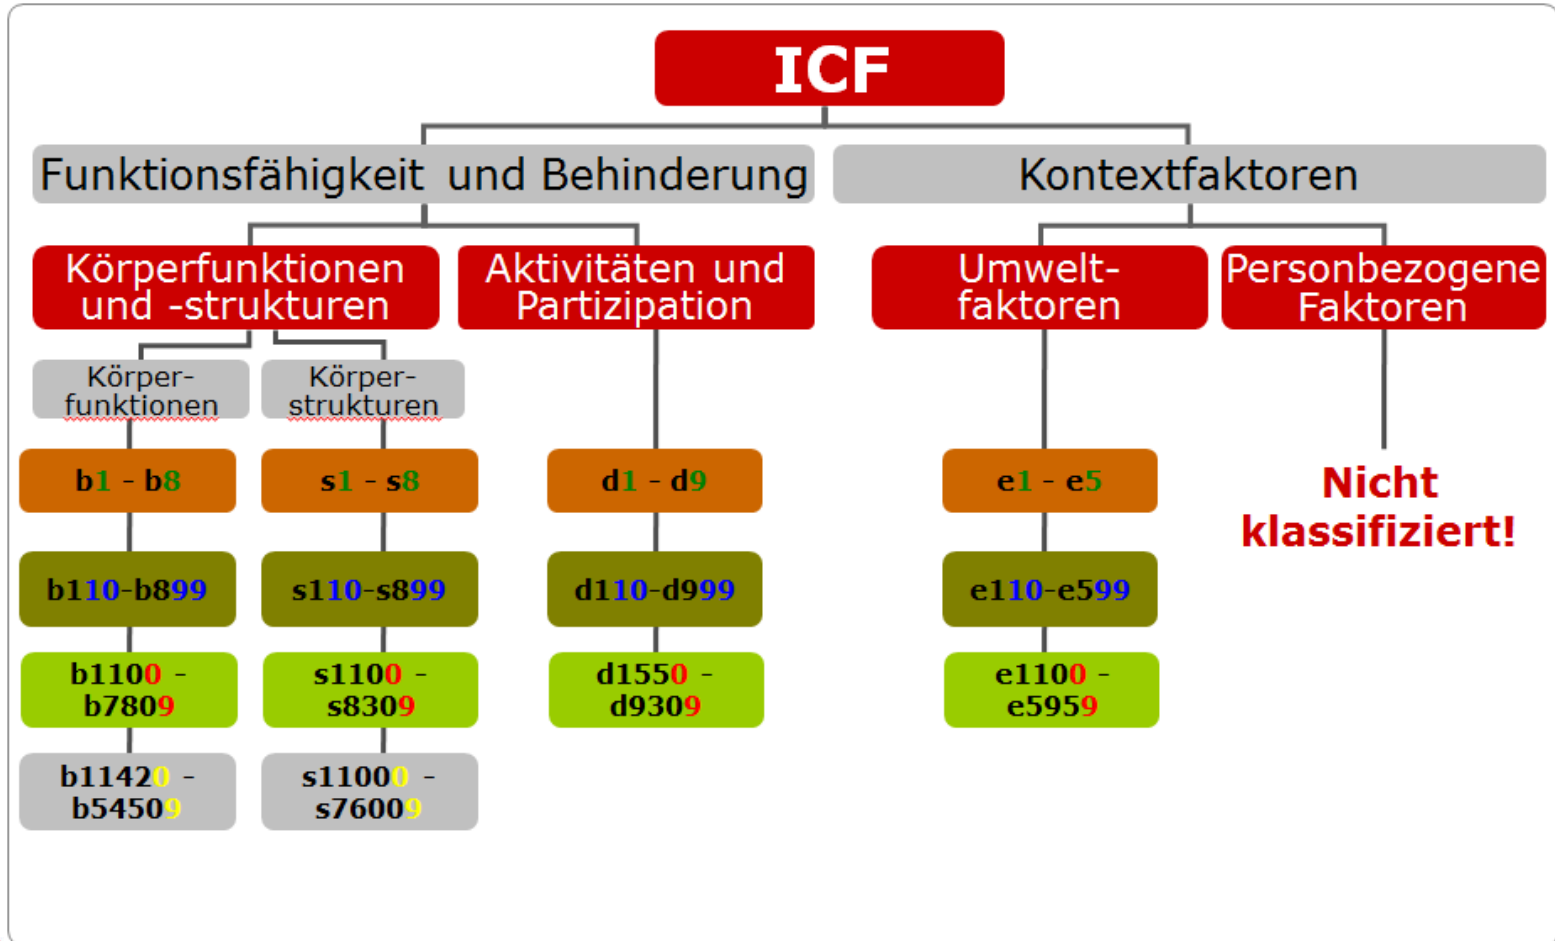 ICF
Funktionsfähigkeit und Behinderung
Kontextfaktoren
Körperfunktionen
und -strukturen
Aktivitäten und
Partizipation
Umwelt-
faktoren
Personbezogene
Faktoren
Körper-
funktionen
Körper-
strukturen
b1 - b8
s1 - s8
d1 - d9
e1 - e5
Nicht
klassifiziert!
b110-b899
s110-s899
d110-d999
e110-e599
b1100 -
b7809
s1100 -
s8309
d1550 -
d9309
e1100 -
e5959
b11420 -
b54509
s11000 -
s76009